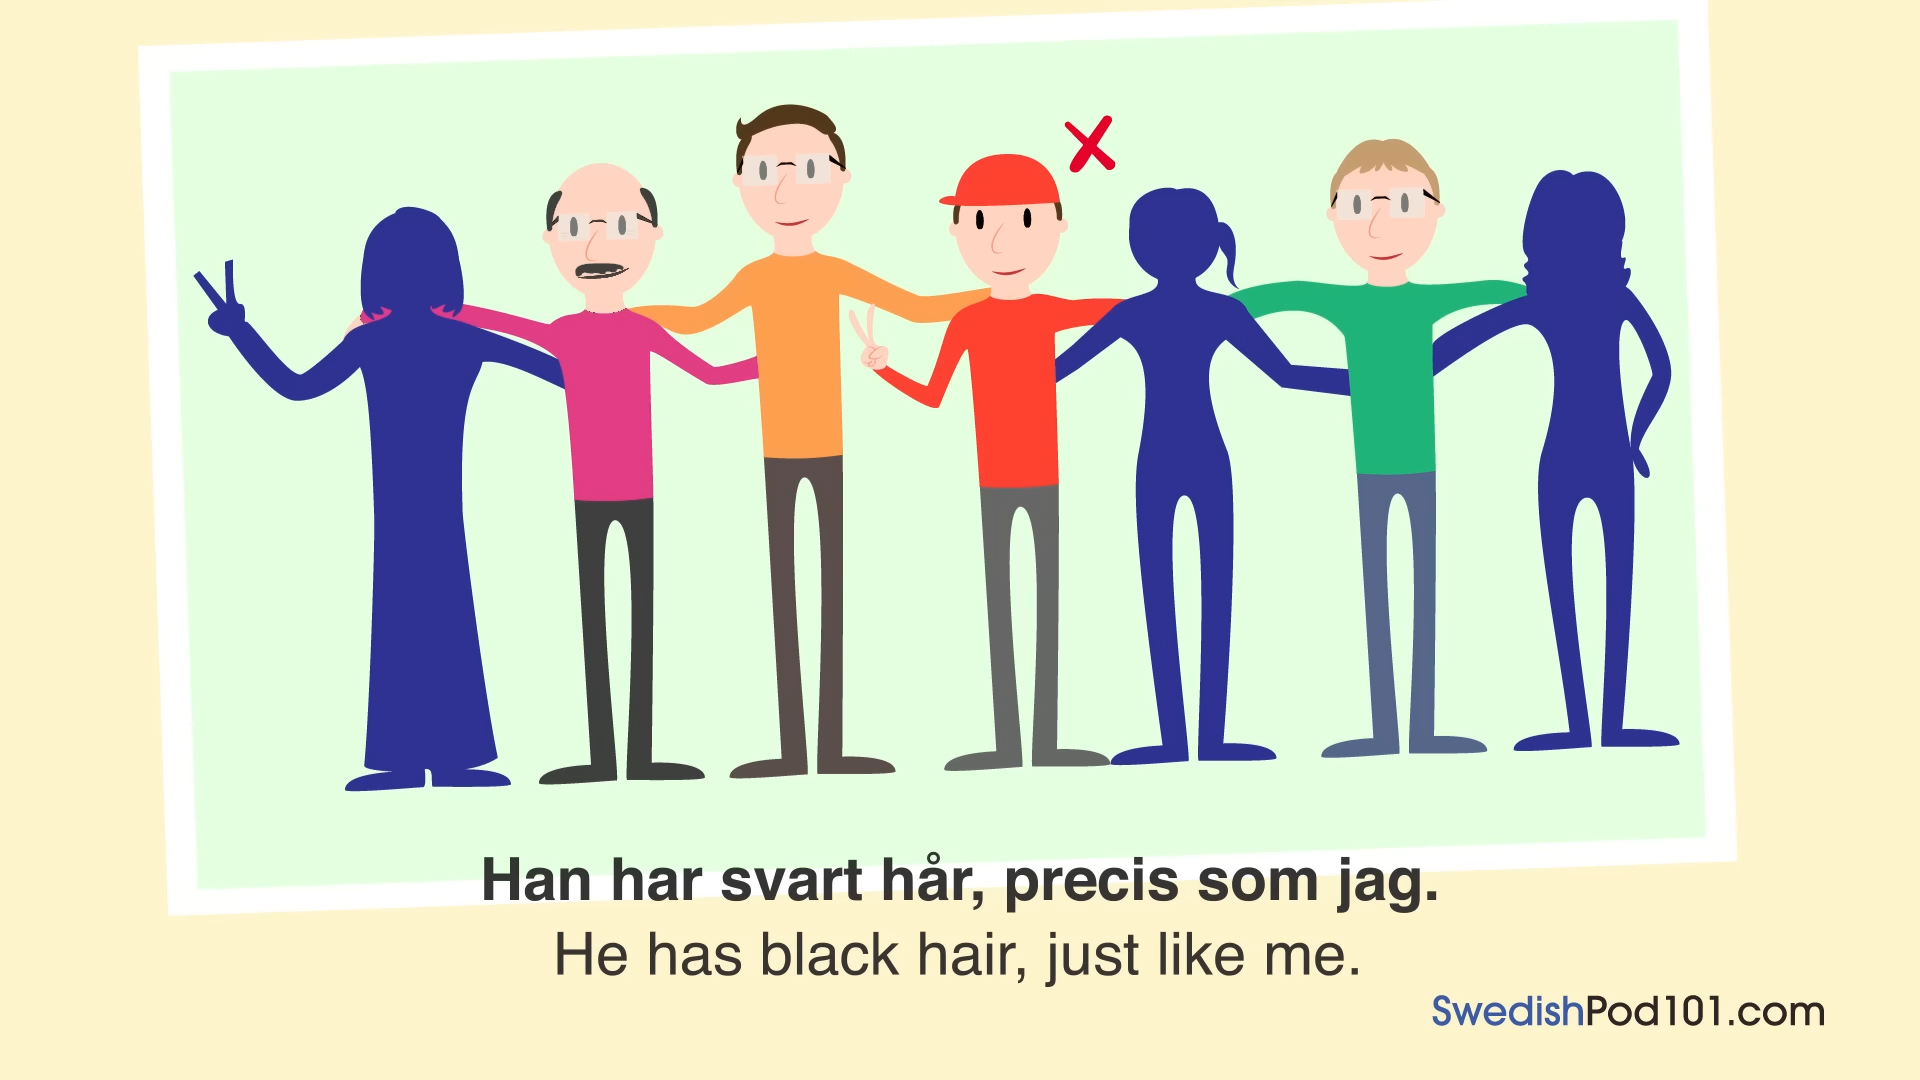 Han har svart hår, precis som jag.
He has black hair, just like me.
SwedishPod101.com